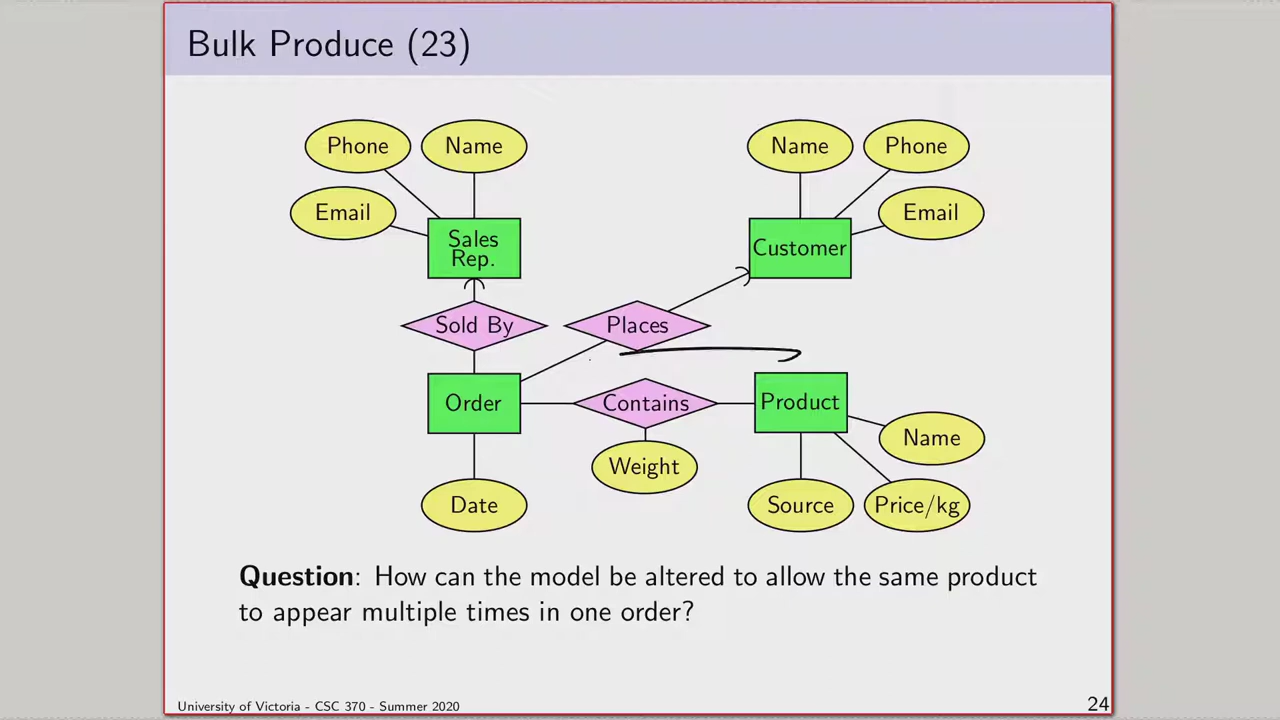 Bulk Produce (23)
Phone
Name
Name
Phone
Email
Email
Sales
Rep.
Customer
Sold By
Places
Order
Contains
Product
Name
Weight
Date
Source
Price/kg
Question: How can the model be altered to allow the same product
to appear multiple times in one order?
University of Victoria - CSC 370 - Summer 2020
24